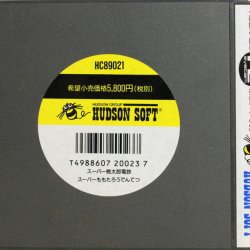 HC89021
希望小売価格5,800円(税別)
HUDSON GROUP
HUDSON SOFT
T4988607 20023 7
スーパー桃太郎電鉄
スーパーももたろうでんてつ
HUDSON SOFT